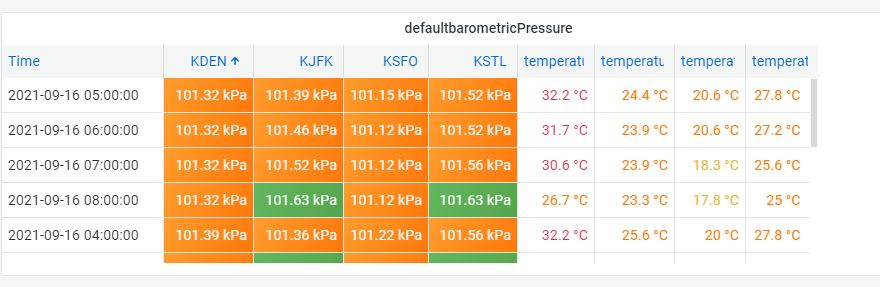 defaultbarometricPressure
Time KDEN ↑ KJFK KSFO KSTL temperatu temperatu tempera temperat
2021-09-16 05:00:00 101.32 kPa 101.39 kPa 101.15 kPa 101.52 kPa 32.2 °C 24.4 °C 20.6 °C 27.8 °C
2021-09-16 06:00:00 101.32 kPa 101.46 kPa 101.12 kPa 101.52 kPa 31.7 °C 23.9 °C 20.6 °C 27.2 °C
2021-09-16 07:00:00 101.32 kPa 101.52 kPa 101.12 kPa 101.56 kPa 30.6 °C 23.9 °C 18.3 °C 25.6 °C
2021-09-16 08:00:00 101.32 kPa 101.63 kPa 101.12 kPa 101.63 kPa 26.7 °C 23.3 °C 17.8 °C 25 °C
2021-09-16 04:00:00 101.39 kPa 101.36 kPa 101.22 kPa 101.56 kPa 32.2 °C 25.6 °C 20 °C 27.8 °C